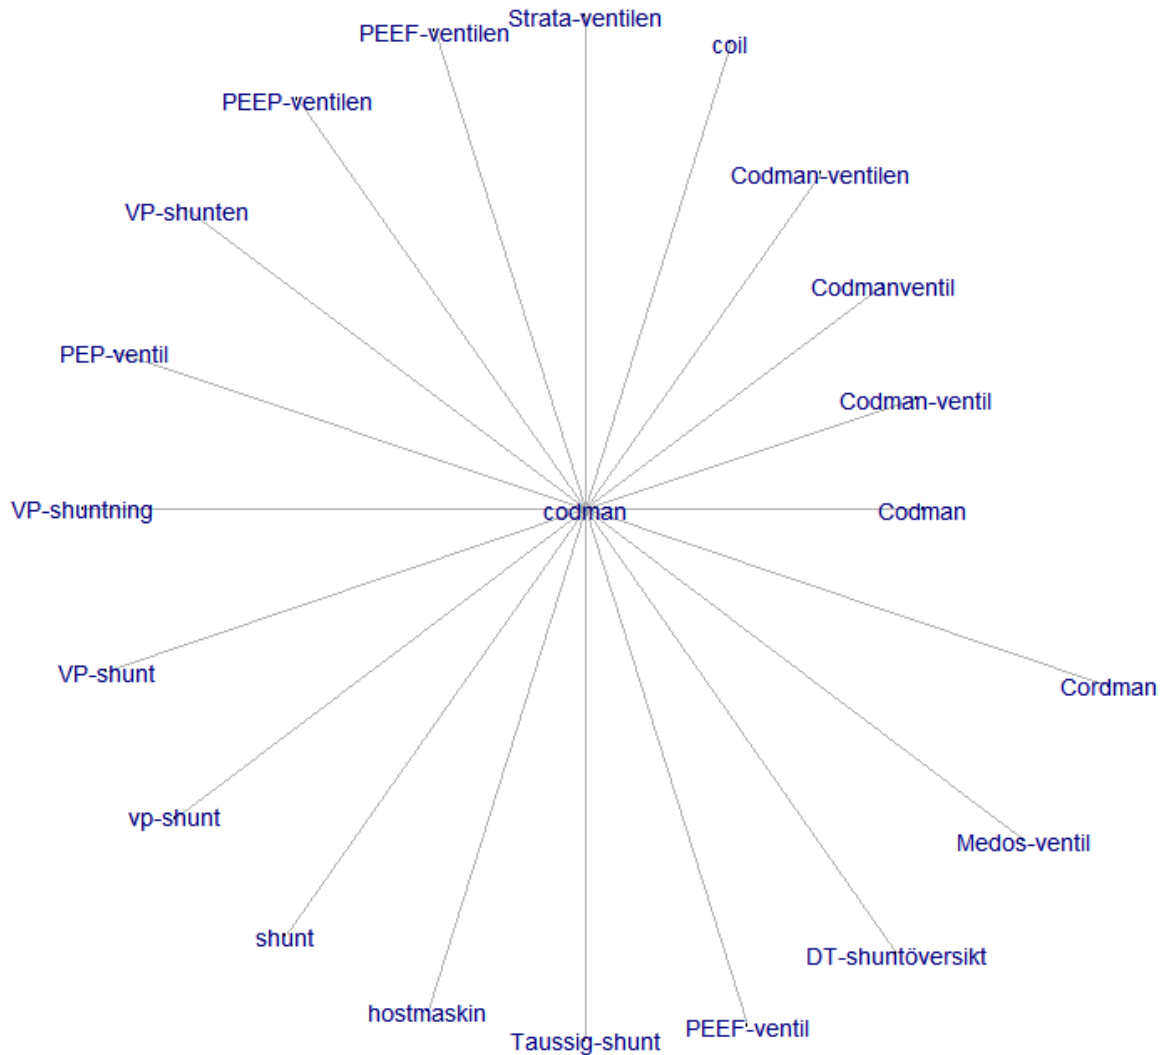 Strata-ventilen
PEEF-ventilen
coil
PEEP-ventilen
Codman-ventilen
VP-shunten
Codmanventil
PEP-ventil
Codman-ventil
VP-shuntning
codman
Codman
VP-shunt
Cordman
vp-shunt
Medos-ventil
shunt
DT-shuntöversikt
hostmaskin
PEEF-ventil
Taussig-shunt